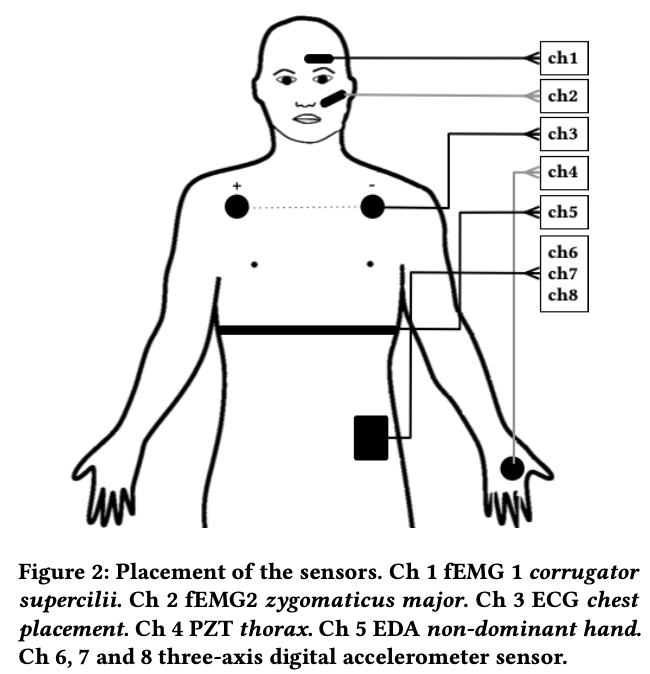 ch1
ch2
+
-
ch3
ch4
ch5
ch6
ch7
ch8
Figure 2: Placement of the sensors. Ch 1 fEMG 1 corrugator
supercilii. Ch 2 fEMG2 zygomaticus major. Ch 3 ECG chest
placement. Ch 4 PZT thorax. Ch 5 EDA non-dominant hand.
Ch 6, 7 and 8 three-axis digital accelerometer sensor.